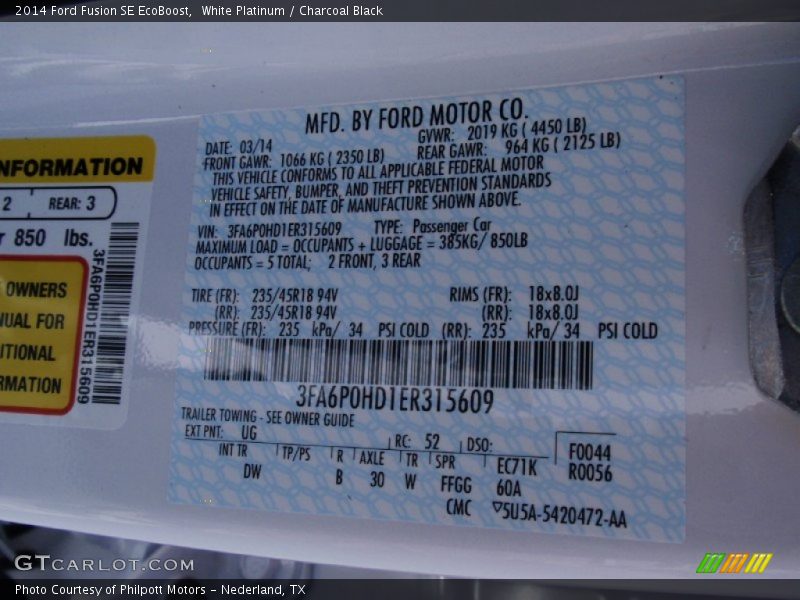 2014 Ford Fusion SE EcoBoost, White Platinum / Charcoal Black
NFORMATION
2 REAR: 3
850 lbs.
OWNERS
UAL FOR
ITIONAL
RMATION
3FA6P0HD1ER315609
MFD. BY FORD MOTOR CO.
DATE: 03/14 GVWR: 2019 KG ( 4450 LB)
FRONT GAWR: 1066 KG ( 2350 LB) REAR GAWR: 964 KG ( 2125 LB)
THIS VEHICLE CONFORMS TO ALL APPLICABLE FEDERAL MOTOR
VEHICLE SAFETY, BUMPER, AND THEFT PREVENTION STANDARDS
IN EFFECT ON THE DATE OF MANUFACTURE SHOWN ABOVE.
VIN: 3FA6P0HD1ER315609 TYPE: Passenger Car
MAXIMUM LOAD = OCCUPANTS + LUGGAGE = 385KG/ 850LB
OCCUPANTS = 5 TOTAL; 2 FRONT, 3 REAR
TIRE (FR): 235/45R18 94V RIMS (FR): 18x8.0J
(RR): 235/45R18 94V (RR): 18x8.0J
PRESSURE (FR): 235 kPa/ 34 PSI COLD (RR): 235 kPa/ 34 PSI COLD
3FA6P0HD1ER315609
TRAILER TOWING - SEE OWNER GUIDE
EXT PNT: UG RC: 52 DSO: F0044
INT TR TP/PS R AXLE TR SPR EC71K R0056
DW B 30 W FFGG 60A
CMC ▽5U5A-5420472-AA
GTCARLOT.COM
Photo Courtesy of Philpott Motors - Nederland, TX